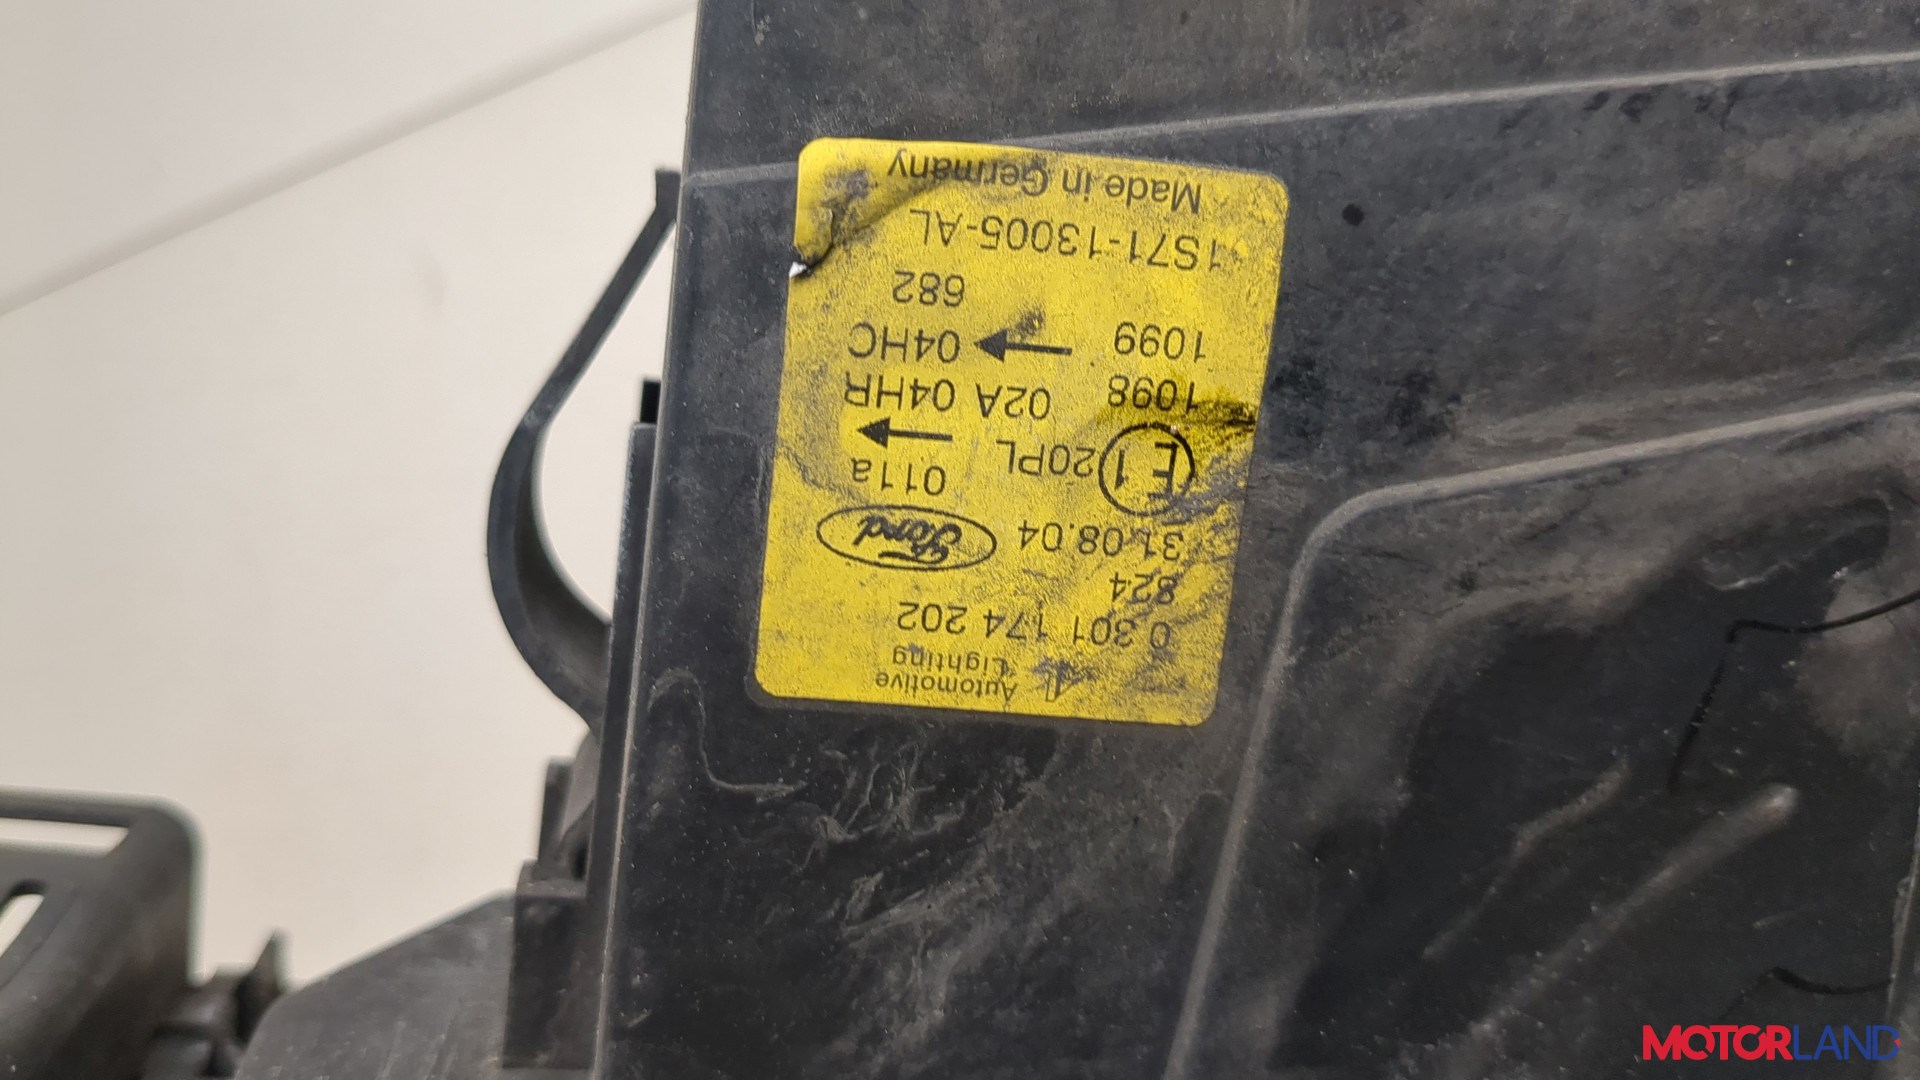 Automotive
Lighting
0 301 174 202
824
31.08.04 Ford
E1 20PL 011a
1098 02A 04HR
1099 04HC
682
1S71-13005-AL
Made in Germany
MOTORLAND